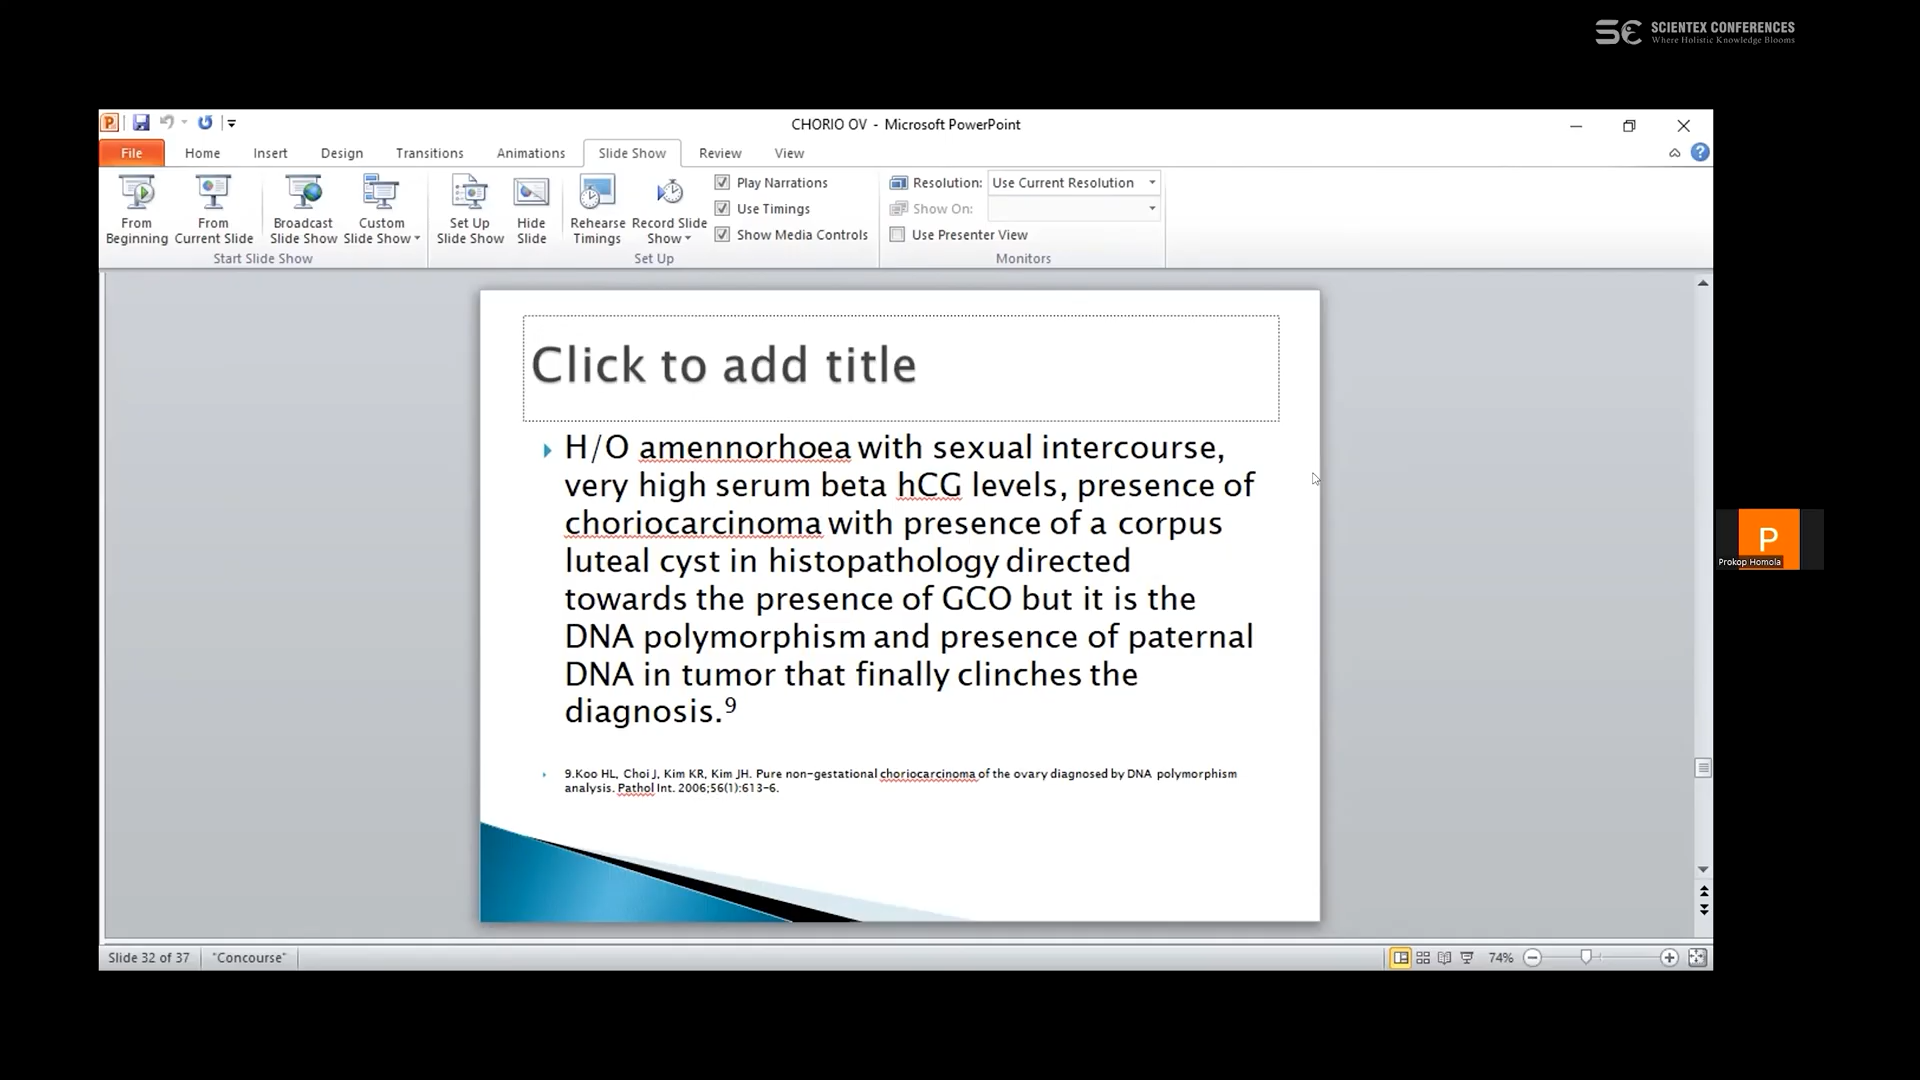 SCIENTEX CONFERENCES
Where Holistic Knowledge Blooms
CHORIO OV - Microsoft PowerPoint
File Home Insert Design Transitions Animations Slide Show Review View
From Beginning
From Current Slide
Broadcast Slide Show
Custom Slide Show
Set Up Slide Show
Hide Slide
Rehearse Timings
Record Slide Show
Play Narrations
Use Timings
Show Media Controls
Resolution: Use Current Resolution
Show On:
Use Presenter View
Start Slide Show
Set Up
Monitors
Click to add title
H/O amennorhoea with sexual intercourse,
very high serum beta hCG levels, presence of
choriocarcinoma with presence of a corpus
luteal cyst in histopathology directed
towards the presence of GCO but it is the
DNA polymorphism and presence of paternal
DNA in tumor that finally clinches the
diagnosis.9
9.Koo HL, Choi J, Kim KR, Kim JH. Pure non-gestational choriocarcinoma of the ovary diagnosed by DNA polymorphism
analysis. Pathol Int. 2006;56(1):613-6.
P
Prokop Homola
Slide 32 of 37 "Concourse" 74%